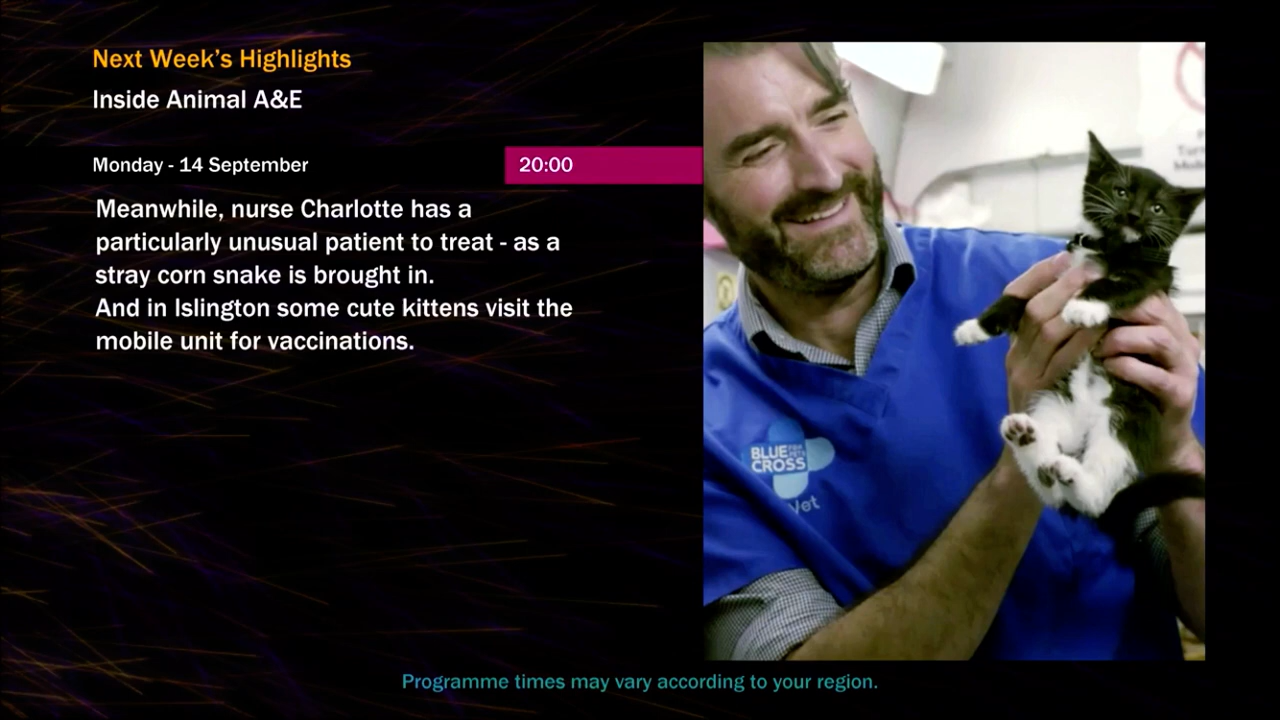 Next Week's Highlights
Inside Animal A&E
Monday - 14 September
20:00
Meanwhile, nurse Charlotte has a
particularly unusual patient to treat - as a
stray corn snake is brought in.
And in Islington some cute kittens visit the
mobile unit for vaccinations.
BLUE FOR PETS
CROSS
Vet
Programme times may vary according to your region.